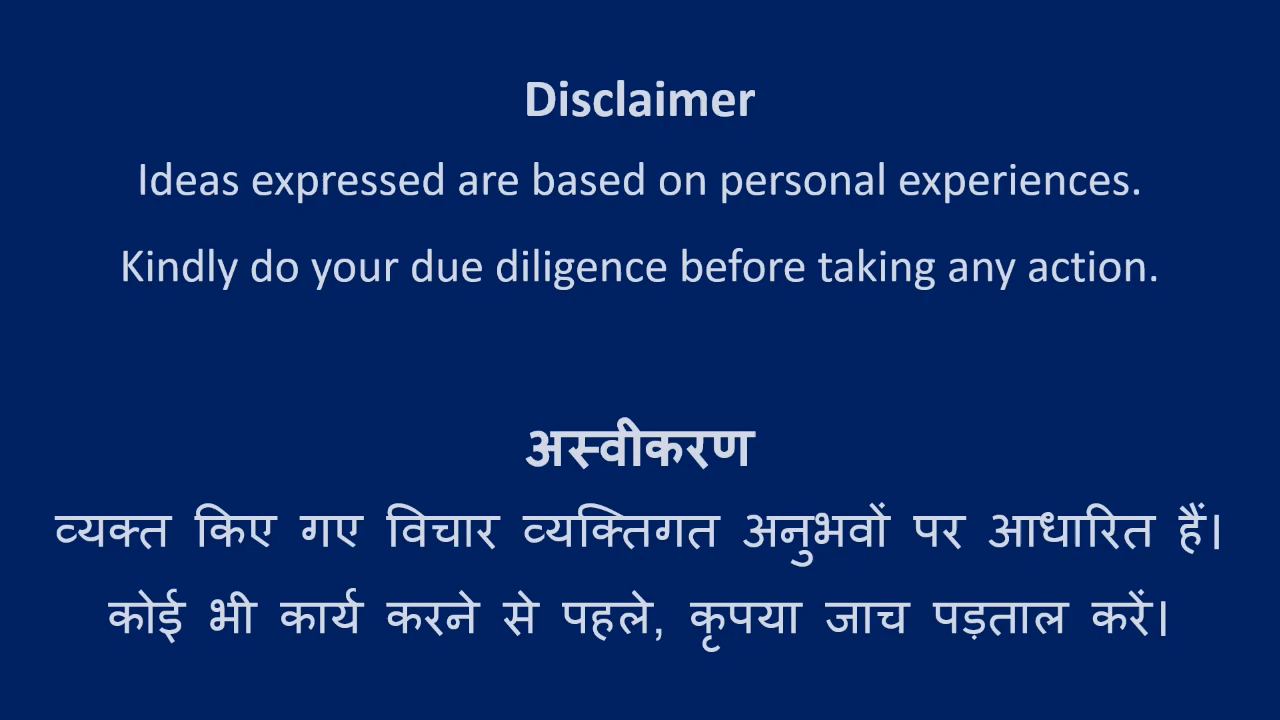 Disclaimer
Ideas expressed are based on personal experiences.
Kindly do your due diligence before taking any action.
अस्वीकरण
व्यक्त किए गए विचार व्यक्तिगत अनुभवों पर आधारित हैं।
कोई भी कार्य करने से पहले, कृपया जाच पड़ताल करें।